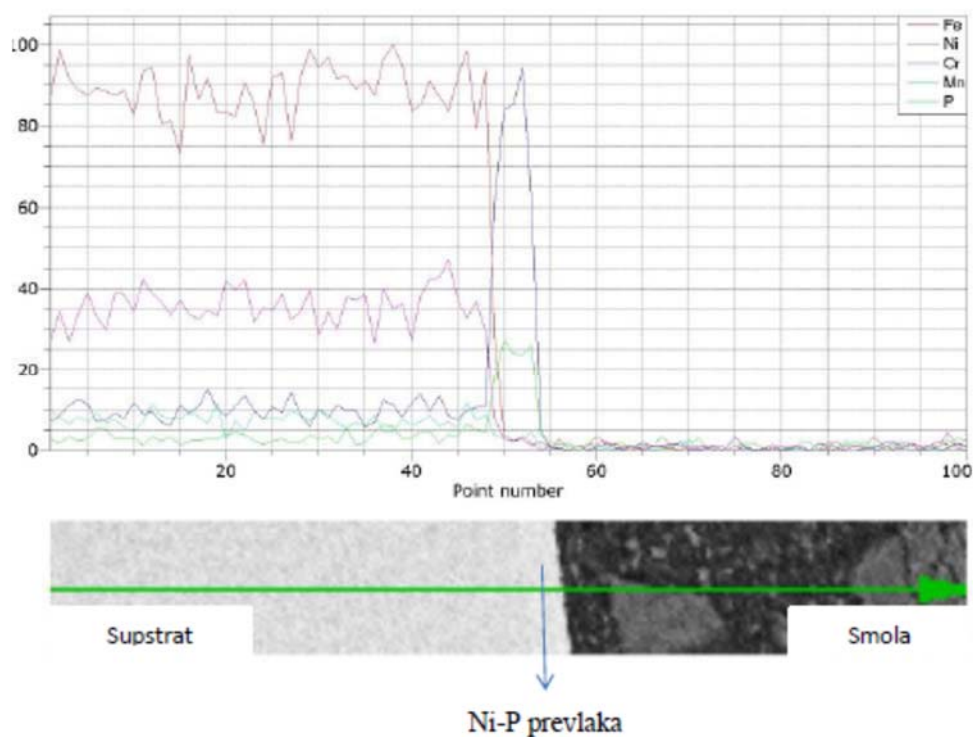 100
80
60
40
20
0
Fe
Ni
Cr
Mn
P
20 40 60 80 100
Point number
Supstrat
Smola
Ni-P prevlaka